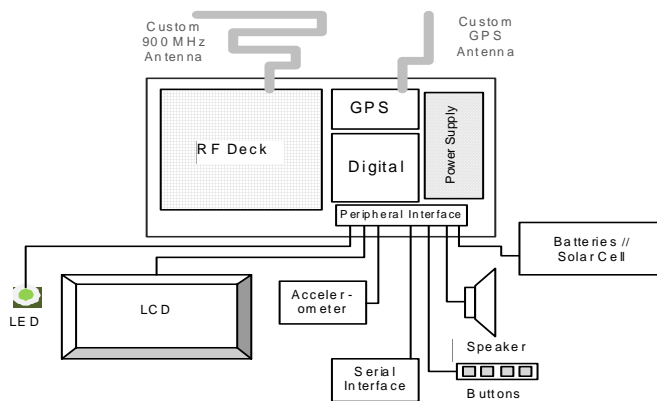 Custom
900 MHz
Antenna
Custom
GPS
Antenna
RF Deck
GPS
Digital
Power Supply
Peripheral Interface
Batteries //
Solar Cell
LED
LCD
Acceler-
ometer
Speaker
Serial
Interface
Buttons